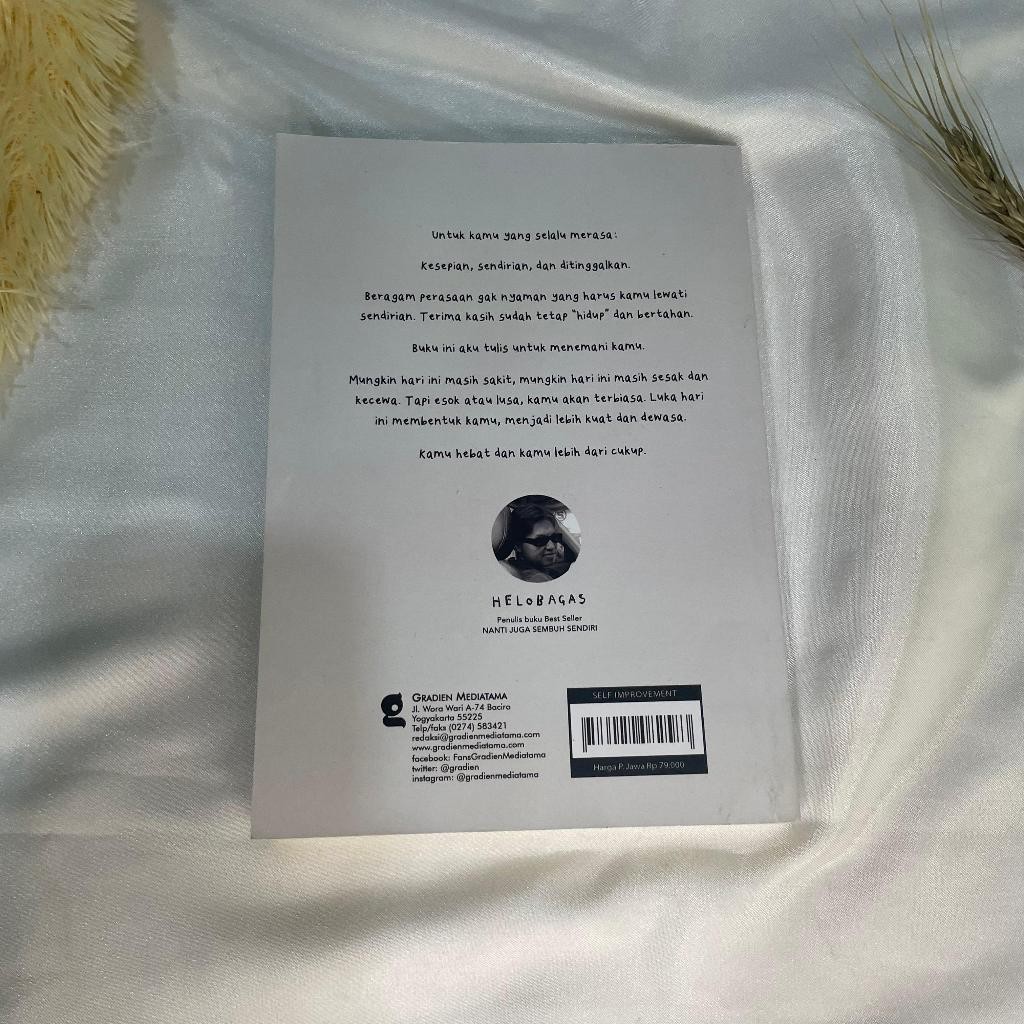 Untuk kamu yang selalu merasa:
Kesepian, sendirian, dan ditinggalkan.
Beragam perasaan gak nyaman yang harus kamu lewati
sendirian. Terima kasih sudah tetap "hidup" dan bertahan.
Buku ini aku tulis untuk menemani kamu.
Mungkin hari ini masih sakit, mungkin hari ini masih sesak dan
kecewa. Tapi esok atau lusa, kamu akan terbiasa. Luka hari
ini membentuk kamu, menjadi lebih kuat dan dewasa.
Kamu hebat dan kamu lebih dari cukup.
HELOBAGAS
Penulis buku Best Seller
NANTI JUGA SEMBUH SENDIRI
g
GRADIEN MEDIATAMA
Jl. Wora Wari A-74 Baciro
Yogyakarta 55225
Telp/faks (0274) 583421
redaksi@gradienmediatama.com
www.gradienmediatama.com
facebook: FansGradienMediatama
twitter: @gradien
instagram: @gradienmediatama
SELF IMPROVEMENT
Harga P. Jawa Rp 79.000